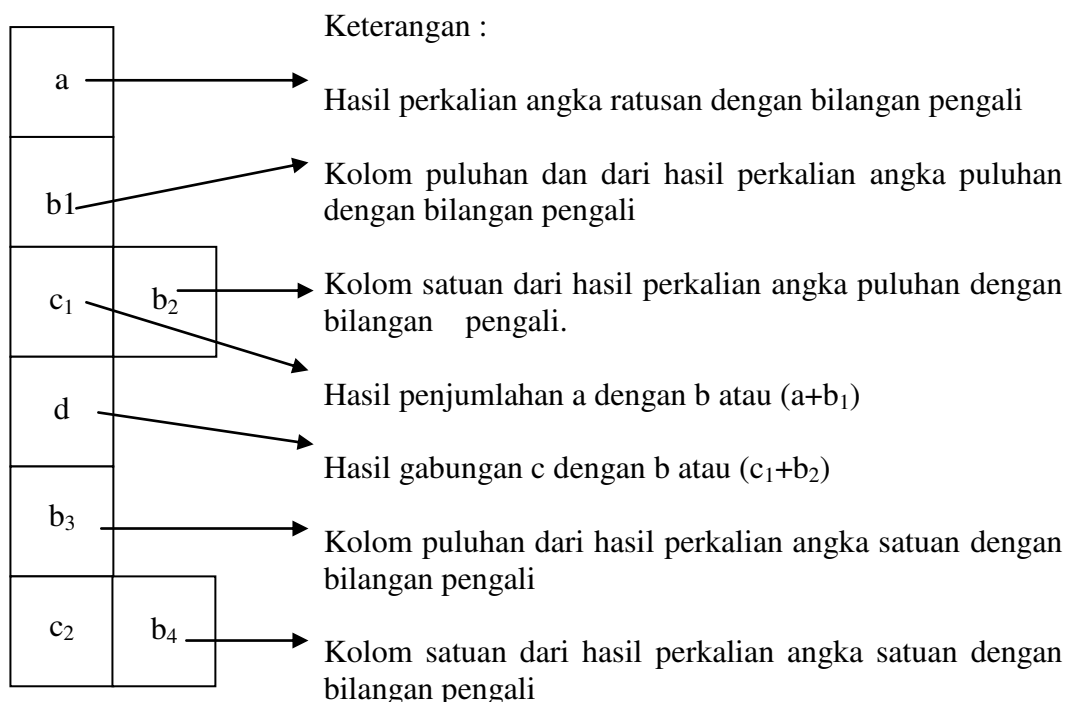 Keterangan :
a
Hasil perkalian angka ratusan dengan bilangan pengali
b1
Kolom puluhan dan dari hasil perkalian angka puluhan
dengan bilangan pengali
c₁ b₂
Kolom satuan dari hasil perkalian angka puluhan dengan
bilangan pengali.
Hasil penjumlahan a dengan b atau (a+b₁)
d
Hasil gabungan c dengan b atau (c₁+b₂)
b₃
Kolom puluhan dari hasil perkalian angka satuan dengan
bilangan pengali
c₂ b₄
Kolom satuan dari hasil perkalian angka satuan dengan
bilangan pengali